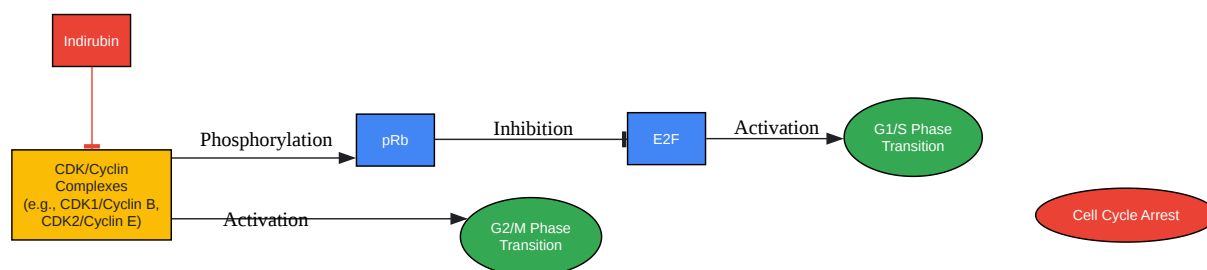 Indirubin
Phosphorylation
Inhibition
Activation
pRb
E2F
G1/S Phase
Transition
CDK/Cyclin
Complexes
(e.g., CDK1/Cyclin B,
CDK2/Cyclin E)
Activation
G2/M Phase
Transition
Cell Cycle Arrest